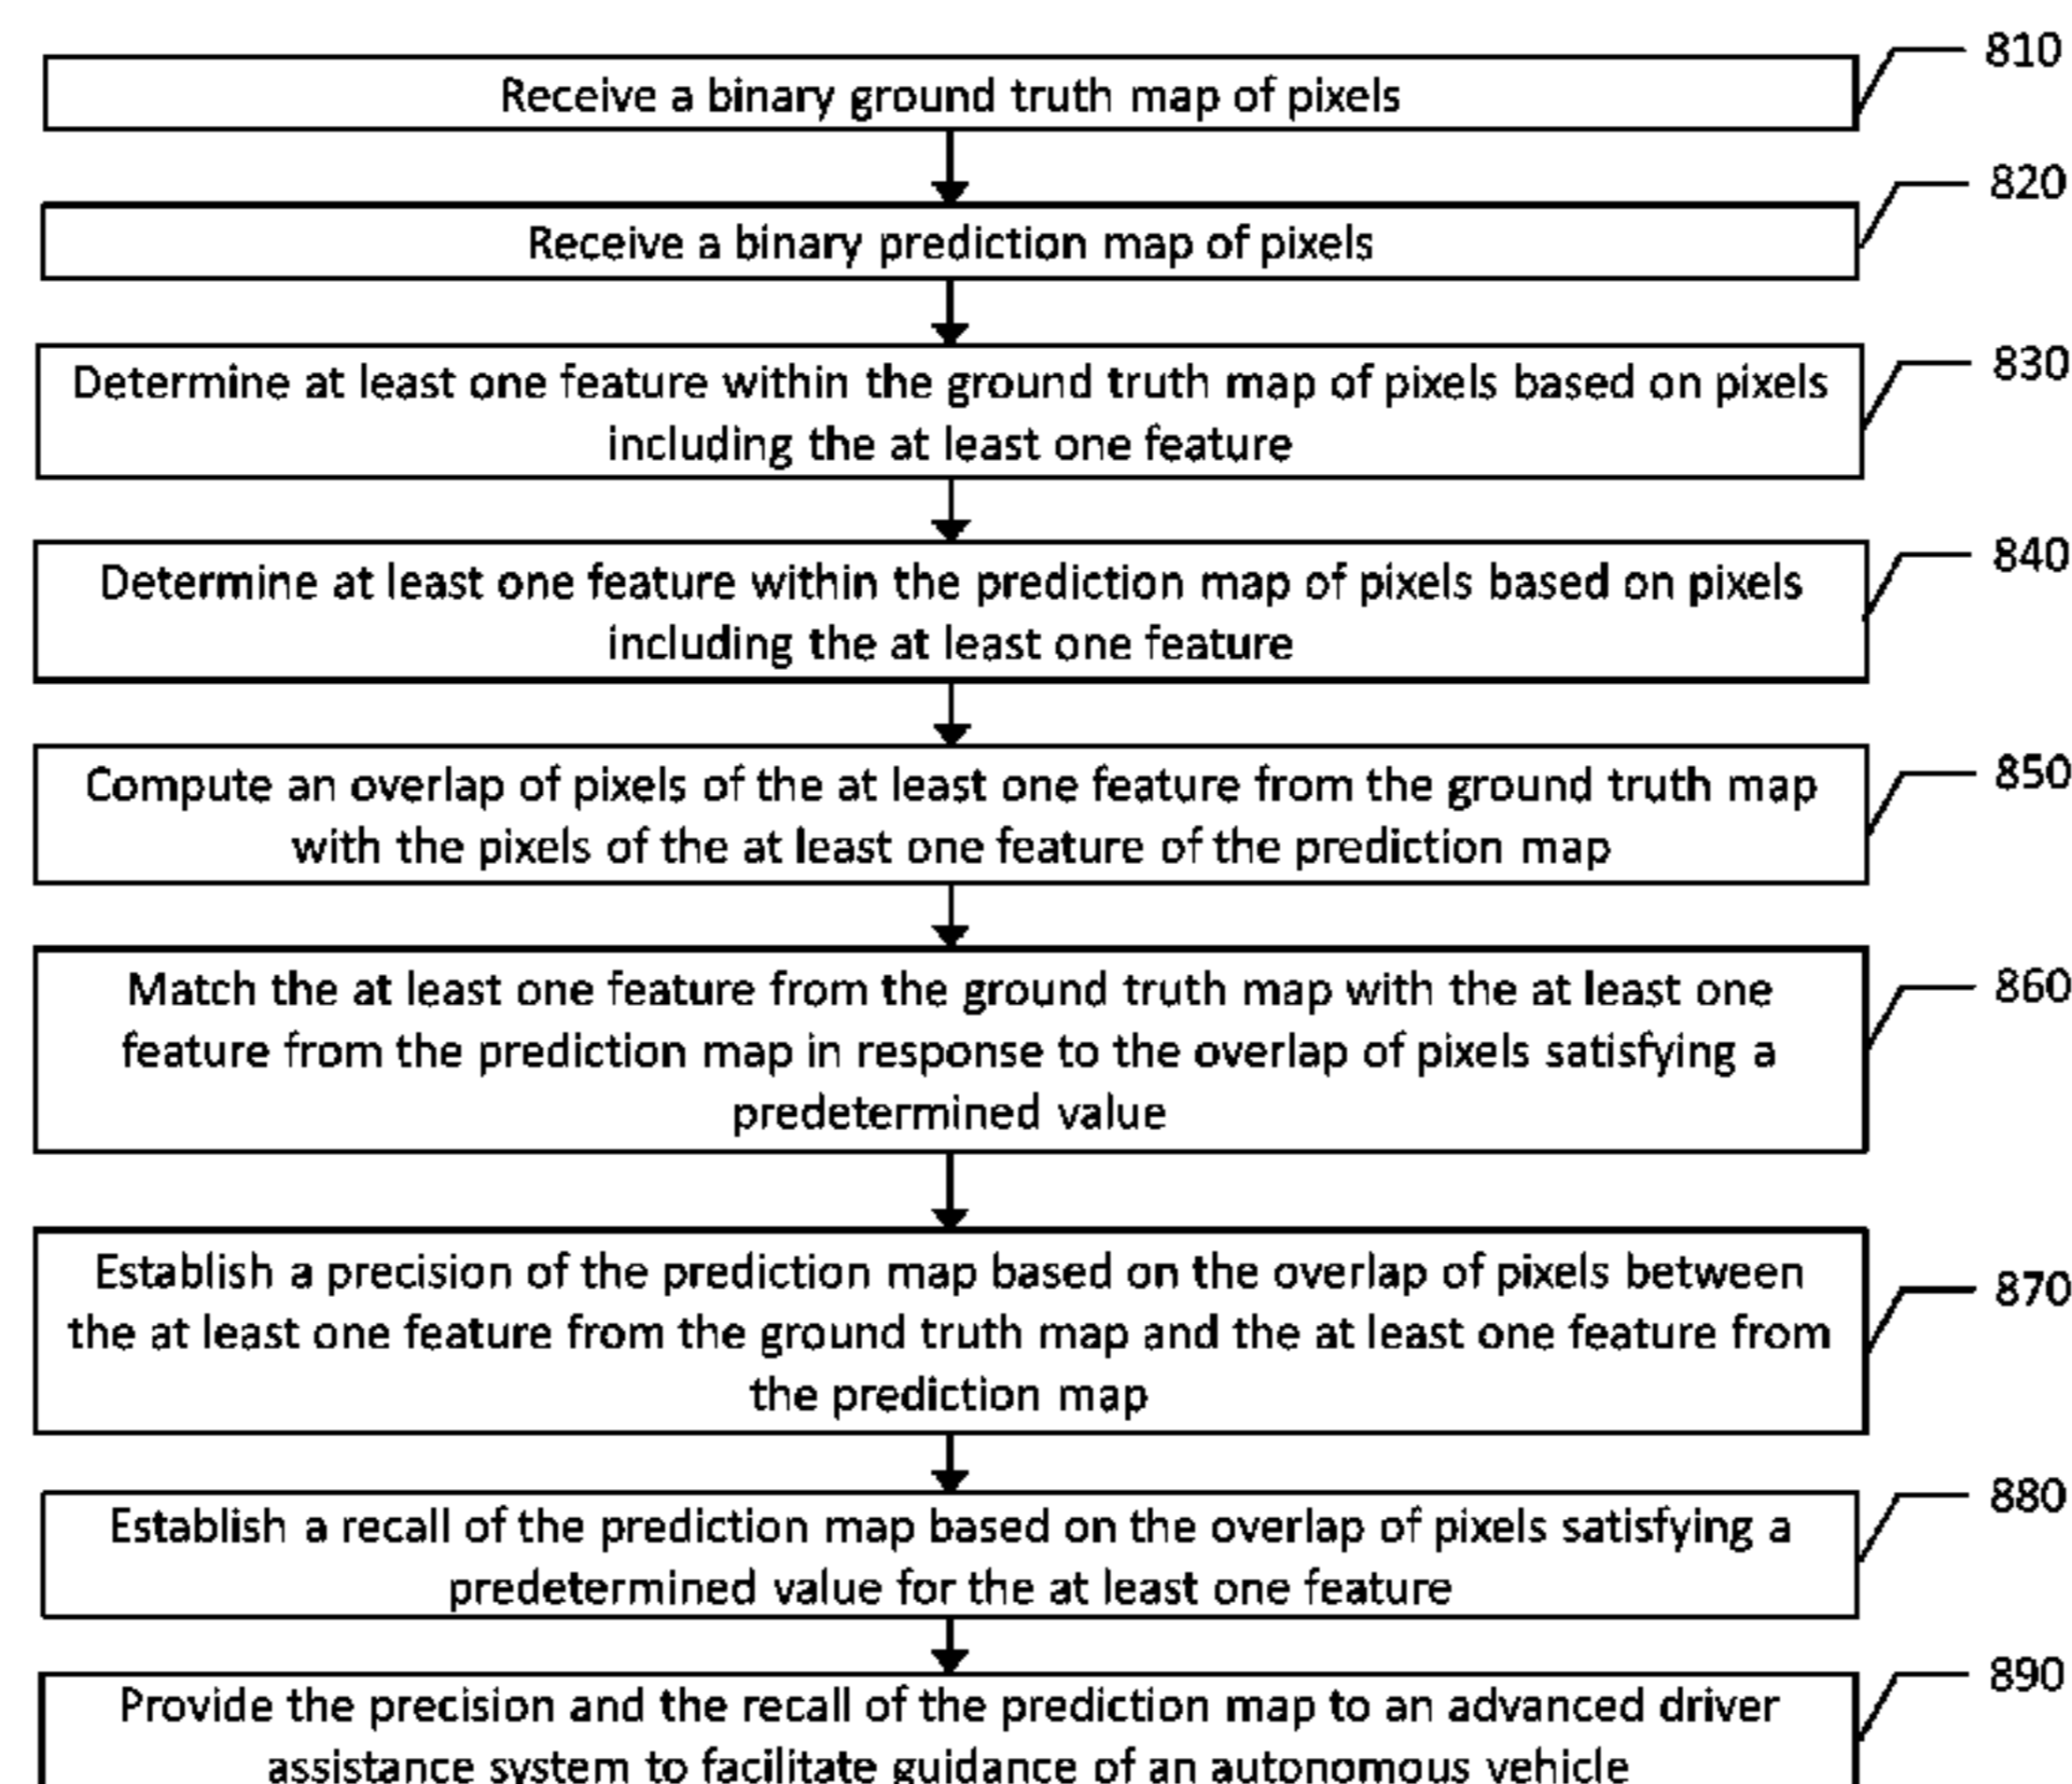 810
Receive a binary ground truth map of pixels
820
Receive a binary prediction map of pixels
830
Determine at least one feature within the ground truth map of pixels based on pixels
including the at least one feature
840
Determine at least one feature within the prediction map of pixels based on pixels
including the at least one feature
850
Compute an overlap of pixels of the at least one feature from the ground truth map
with the pixels of the at least one feature of the prediction map
860
Match the at least one feature from the ground truth map with the at least one
feature from the prediction map in response to the overlap of pixels satisfying a
predetermined value
870
Establish a precision of the prediction map based on the overlap of pixels between
the at least one feature from the ground truth map and the at least one feature from
the prediction map
880
Establish a recall of the prediction map based on the overlap of pixels satisfying a
predetermined value for the at least one feature
890
Provide the precision and the recall of the prediction map to an advanced driver
assistance system to facilitate guidance of an autonomous vehicle